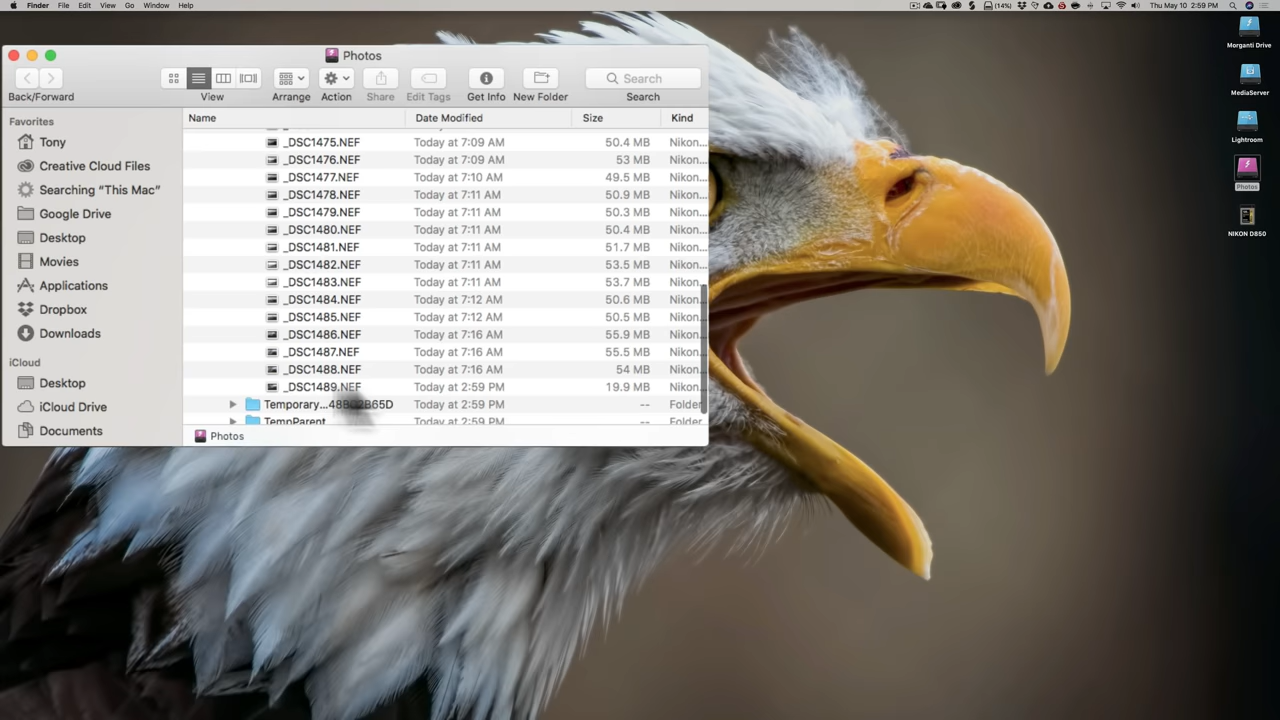 Finder File Edit View Go Window Help (14%) Thu May 10 2:59 PM
Photos
Search
Back/Forward View Arrange Action Share Edit Tags Get Info New Folder Search
Favorites
Tony
Creative Cloud Files
Searching “This Mac”
Google Drive
Desktop
Movies
Applications
Dropbox
Downloads
iCloud
Desktop
iCloud Drive
Documents
Name Date Modified Size Kind
_DSC1475.NEF Today at 7:09 AM 50.4 MB Nikon...
_DSC1476.NEF Today at 7:09 AM 53 MB Nikon...
_DSC1477.NEF Today at 7:10 AM 49.5 MB Nikon...
_DSC1478.NEF Today at 7:11 AM 50.9 MB Nikon...
_DSC1479.NEF Today at 7:11 AM 50.3 MB Nikon...
_DSC1480.NEF Today at 7:11 AM 50.4 MB Nikon...
_DSC1481.NEF Today at 7:11 AM 51.7 MB Nikon...
_DSC1482.NEF Today at 7:11 AM 53.5 MB Nikon...
_DSC1483.NEF Today at 7:11 AM 53.7 MB Nikon...
_DSC1484.NEF Today at 7:12 AM 50.6 MB Nikon...
_DSC1485.NEF Today at 7:12 AM 50.5 MB Nikon...
_DSC1486.NEF Today at 7:16 AM 55.9 MB Nikon...
_DSC1487.NEF Today at 7:16 AM 55.5 MB Nikon...
_DSC1488.NEF Today at 7:16 AM 54 MB Nikon...
_DSC1489.NEF Today at 2:59 PM 19.9 MB Nikon...
Temporary...48B02B65D Today at 2:59 PM -- Folder
TempParent Today at 2:59 PM -- Folder
Photos
Morganti Drive
MediaServer
Lightroom
Photos
NIKON D850